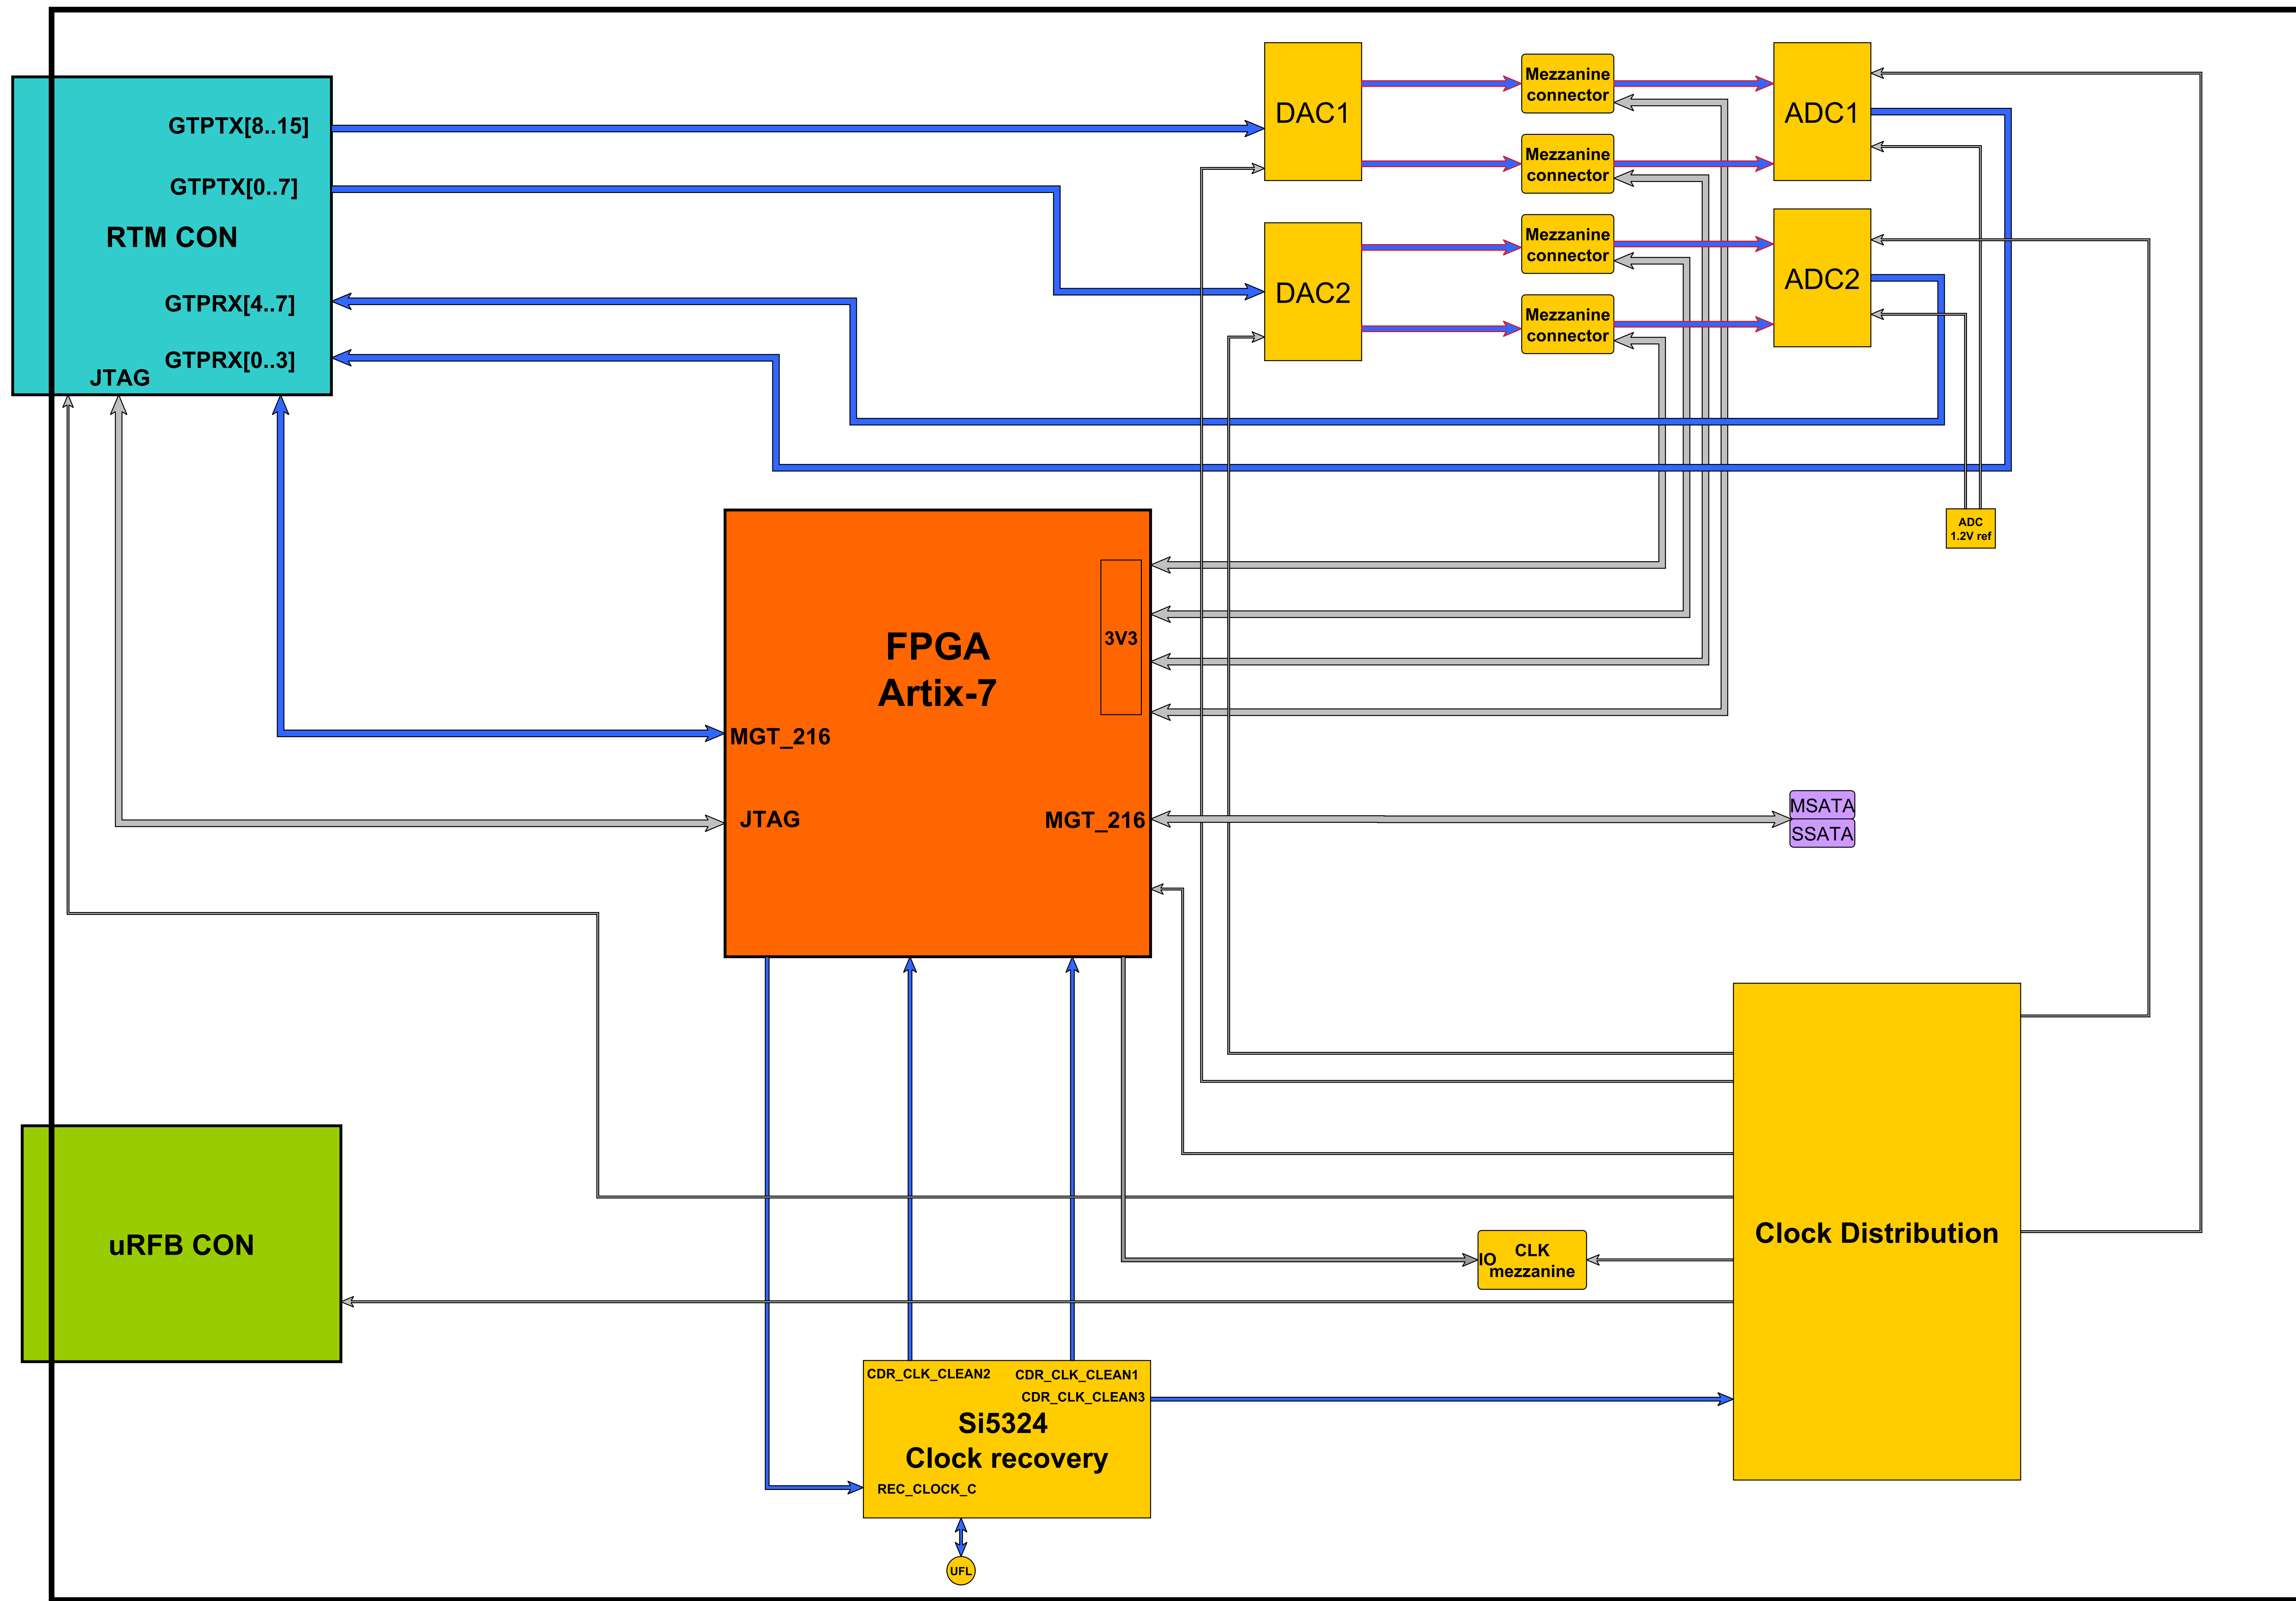 GTPTX[8..15]
GTPTX[0..7]
RTM CON
GTPRX[4..7]
GTPRX[0..3]
JTAG
DAC1
DAC2
Mezzanine
connector
Mezzanine
connector
Mezzanine
connector
Mezzanine
connector
ADC1
ADC2
ADC
1.2V ref
FPGA
Artix-7
3V3
MGT_216
JTAG
MGT_216
MSATA
SSATA
uRFB CON
IO
CLK
mezzanine
Clock Distribution
CDR_CLK_CLEAN2
CDR_CLK_CLEAN1
CDR_CLK_CLEAN3
Si5324
Clock recovery
REC_CLOCK_C
UFL